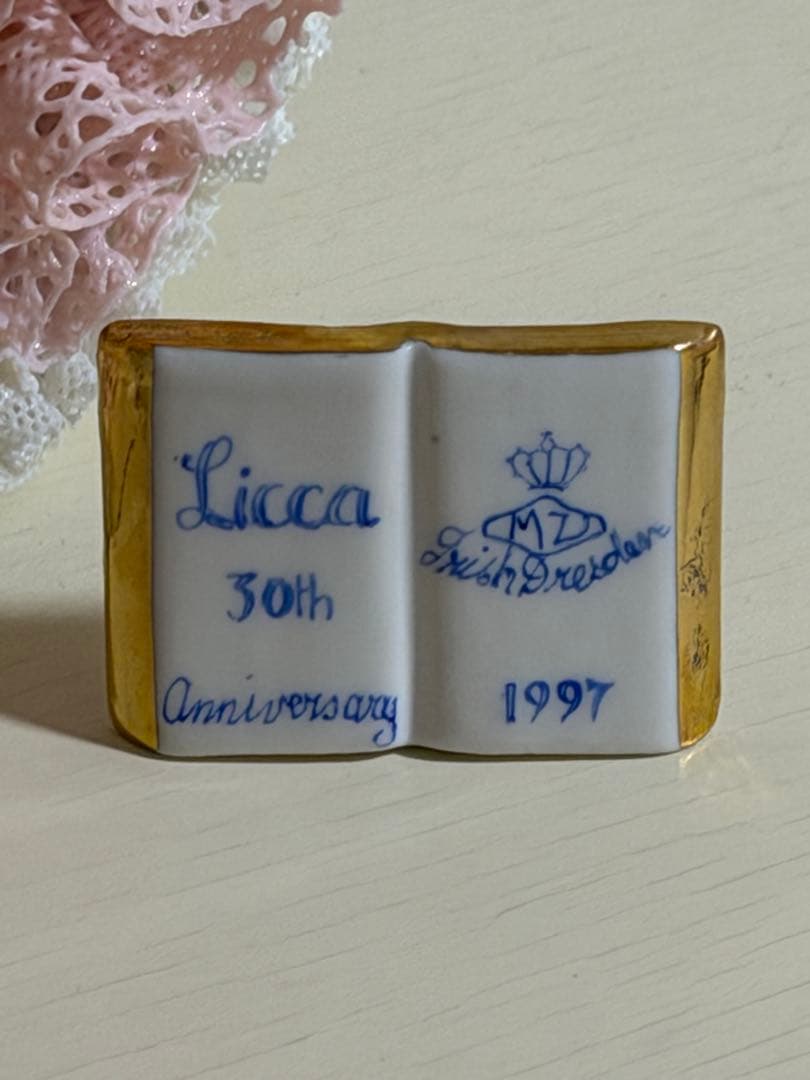 Licca
30th
Anniversary
MZ
Irish Dresden
1997